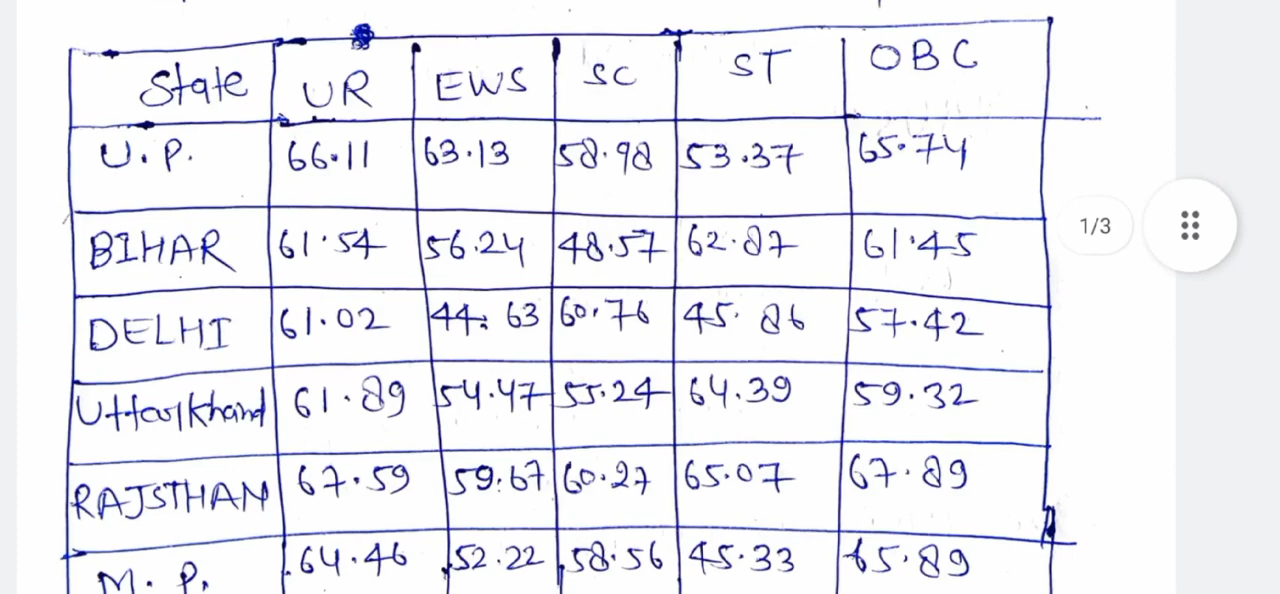 State UR EWS SC ST OBC
U.P. 66.11 63.13 58.98 53.37 65.74
BIHAR 61.54 56.24 48.57 62.87 61.45
1/3
DELHI 61.02 44.63 60.76 45.86 57.42
Uttarkhand 61.89 54.47 55.24 64.39 59.32
RAJSTHAN 67.59 59.67 60.27 65.07 67.89
M.P. 64.46 52.22 58.56 45.33 65.89